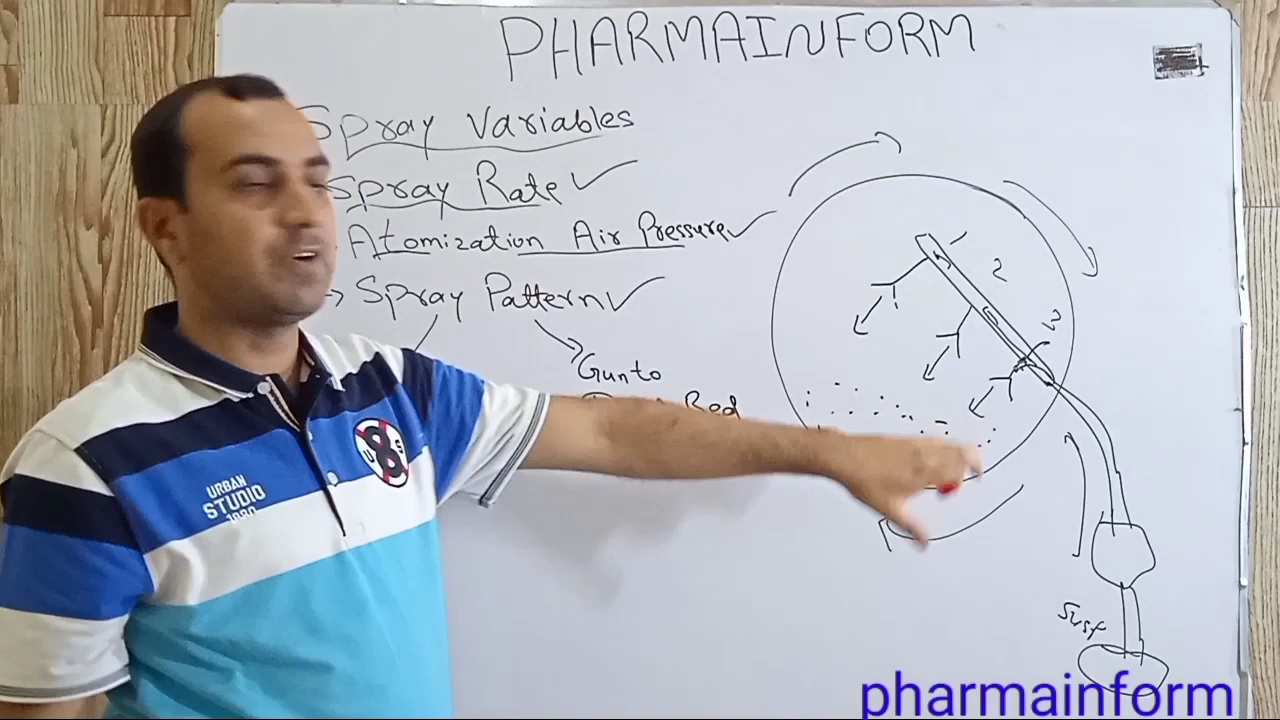 PHARMAINFORM
Spray Variables
Spray Rate ✓
Atomization Air Pressure ✓
→ Spray Pattern ✓
Gun to
Bed
2
3
Susp
URBAN
STUDIO
U S
pharmainform